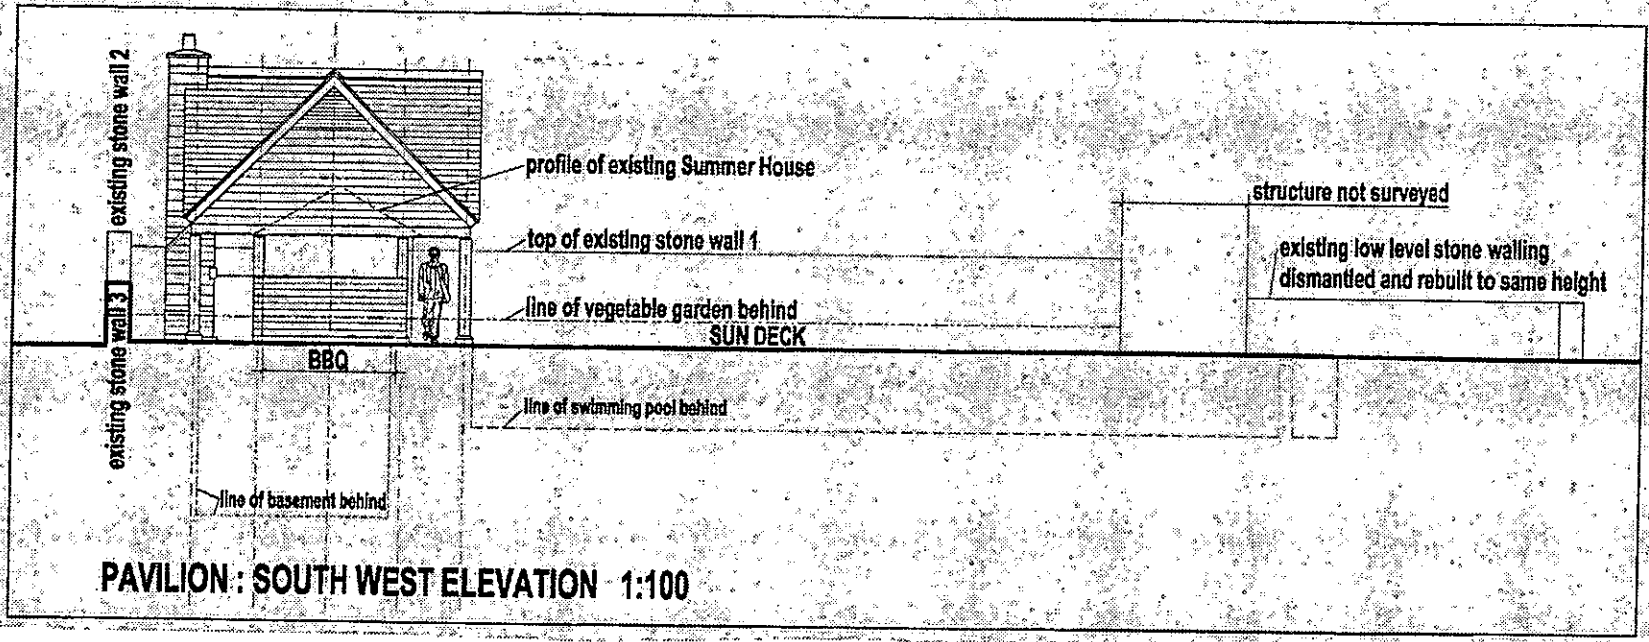 existing stone wall 2
existing stone wall 3
profile of existing Summer House
structure not surveyed
top of existing stone wall 1
existing low level stone walling
dismantled and rebuilt to same height
line of vegetable garden behind
SUN DECK
BBQ
line of swimming pool behind
line of basement behind
PAVILION : SOUTH WEST ELEVATION 1:100